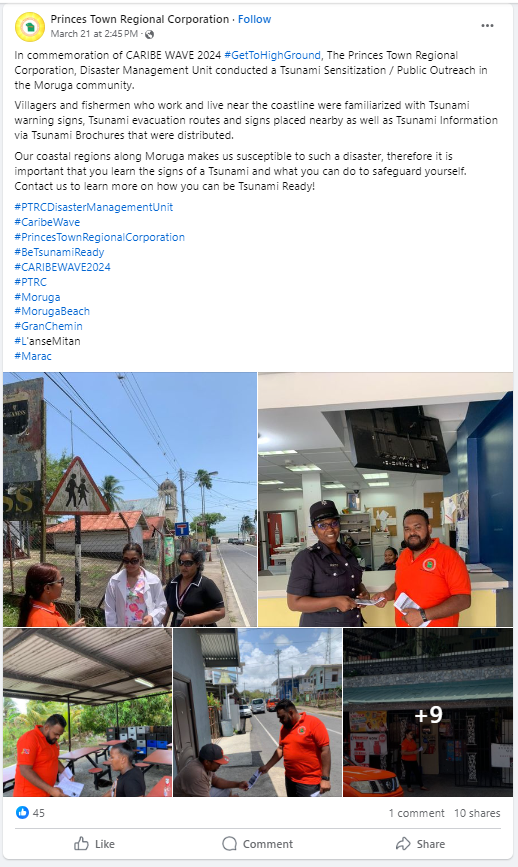 Princes Town Regional Corporation · Follow
March 21 at 2:45 PM ·
In commemoration of CARIBE WAVE 2024 #GetToHighGround, The Princes Town Regional
Corporation, Disaster Management Unit conducted a Tsunami Sensitization / Public Outreach in
the Moruga community.
Villagers and fishermen who work and live near the coastline were familiarized with Tsunami
warning signs, Tsunami evacuation routes and signs placed nearby as well as Tsunami Information
via Tsunami Brochures that were distributed.
Our coastal regions along Moruga makes us susceptible to such a disaster, therefore it is
important that you learn the signs of a Tsunami and what you can do to safeguard yourself.
Contact us to learn more on how you can be Tsunami Ready!
#PTRCDisasterManagementUnit
#CaribeWave
#PrincesTownRegionalCorporation
#BeTsunamiReady
#CARIBEWAVE2024
#PTRC
#Moruga
#MorugaBeach
#GranChemin
#L'anseMitan
#Marac
+9
45
1 comment 10 shares
Like Comment Share